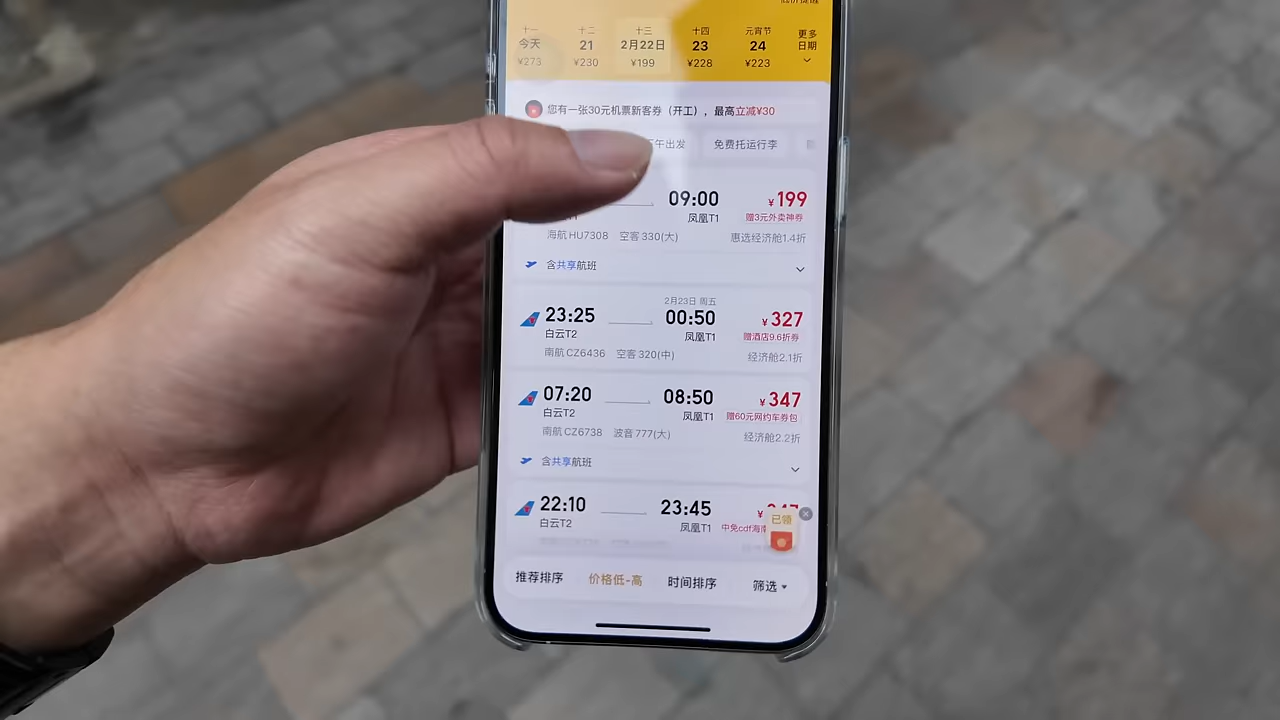 十一 十二 十三 十四 元宵节 更多
今天 21 2月22日 23 24 日期
¥273 ¥230 ¥199 ¥228 ¥223
您有一张30元机票新客券（开工），最高立减¥30
午出发 免费托运行李
09:00 ¥199
凤凰T1 赠3元外卖神券
海航HU7308 空客330(大) 惠选经济舱1.4折
含共享航班
2月23日 周五
23:25 00:50 ¥327
白云T2 凤凰T1 赠酒店9.6折券
南航CZ6436 空客320(中) 经济舱2.1折
07:20 08:50 ¥347
白云T2 凤凰T1 赠60元网约车券包
南航CZ6738 波音777(大) 经济舱2.2折
含共享航班
22:10 23:45 ¥347
白云T2 凤凰T1 中免cdf海南
已领
推荐排序 价格低-高 时间排序 筛选